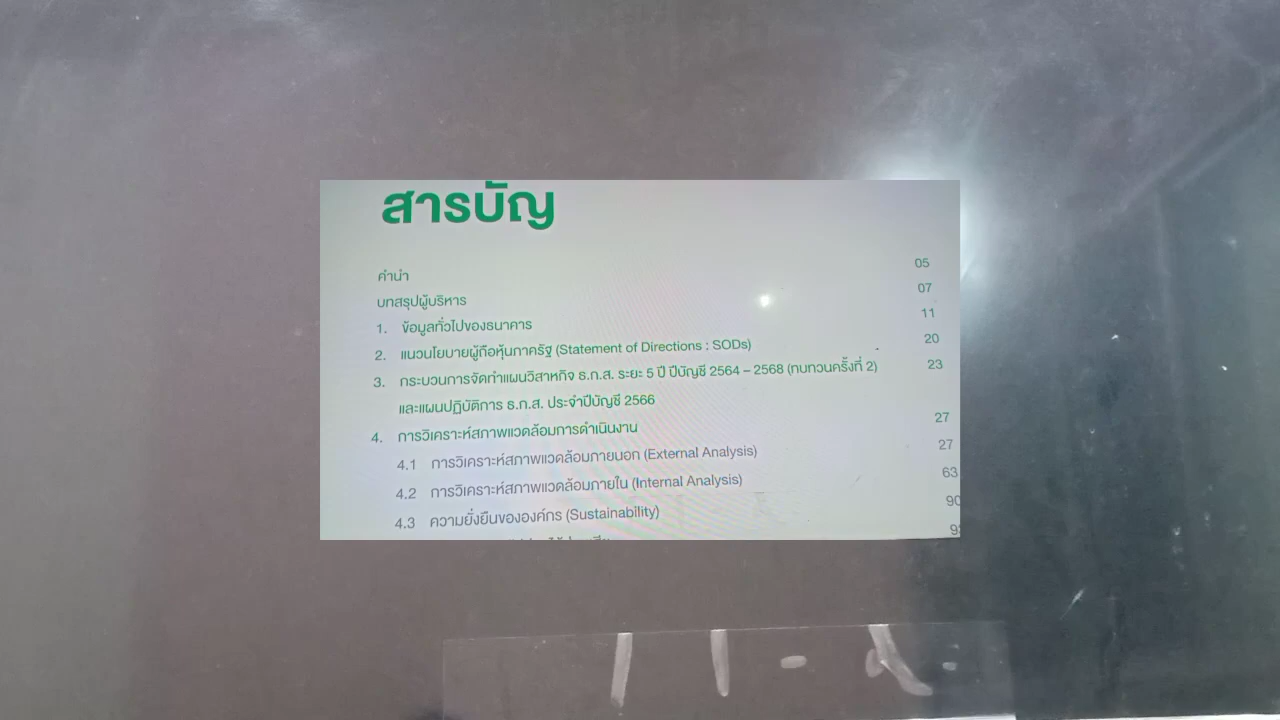 สารบัญ
คำนำ 05
บทสรุปผู้บริหาร 07
1. ข้อมูลทั่วไปของธนาคาร 11
2. แนวนโยบายผู้ถือหุ้นภาครัฐ (Statement of Directions : SODs) 20
3. กระบวนการจัดทำแผนวิสาหกิจ ธ.ก.ส. ระยะ 5 ปี ปีบัญชี 2564 – 2568 (ทบทวนครั้งที่ 2) 23
และแผนปฏิบัติการ ธ.ก.ส. ประจำปีบัญชี 2566
4. การวิเคราะห์สภาพแวดล้อมการดำเนินงาน 27
4.1 การวิเคราะห์สภาพแวดล้อมภายนอก (External Analysis) 27
4.2 การวิเคราะห์สภาพแวดล้อมภายใน (Internal Analysis) 63
4.3 ความยั่งยืนขององค์กร (Sustainability) 90